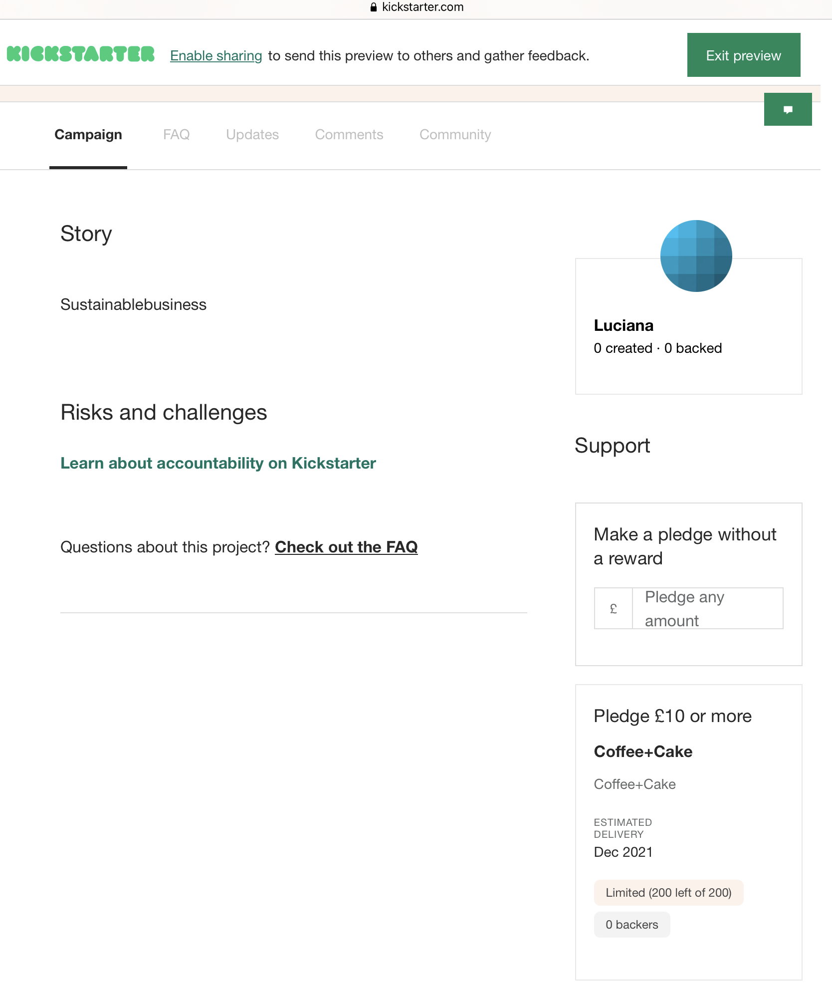 kickstarter.com
KICKSTARTER
Enable sharing to send this preview to others and gather feedback.
Exit preview
Campaign
FAQ
Updates
Comments
Community
Story
Sustainablebusiness
Risks and challenges
Learn about accountability on Kickstarter
Questions about this project? Check out the FAQ
Luciana
0 created · 0 backed
Support
Make a pledge without
a reward
£
Pledge any
amount
Pledge £10 or more
Coffee+Cake
Coffee+Cake
ESTIMATED
DELIVERY
Dec 2021
Limited (200 left of 200)
0 backers